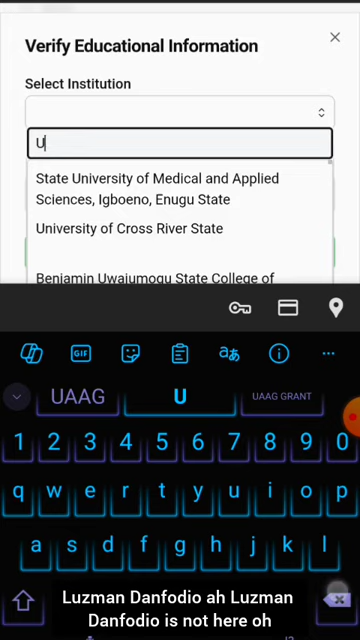 Verify Educational Information
Select Institution
U
State University of Medical and Applied
Sciences, Igboeno, Enugu State
University of Cross River State
Benjamin Uwajumogu State College of
GIF
UAAG
U
UAAG GRANT
1 2 3 4 5 6 7 8 9 0
q w e r t y u i o p
a s d f g h j k l
Luzman Danfodio ah Luzman
Danfodio is not here oh